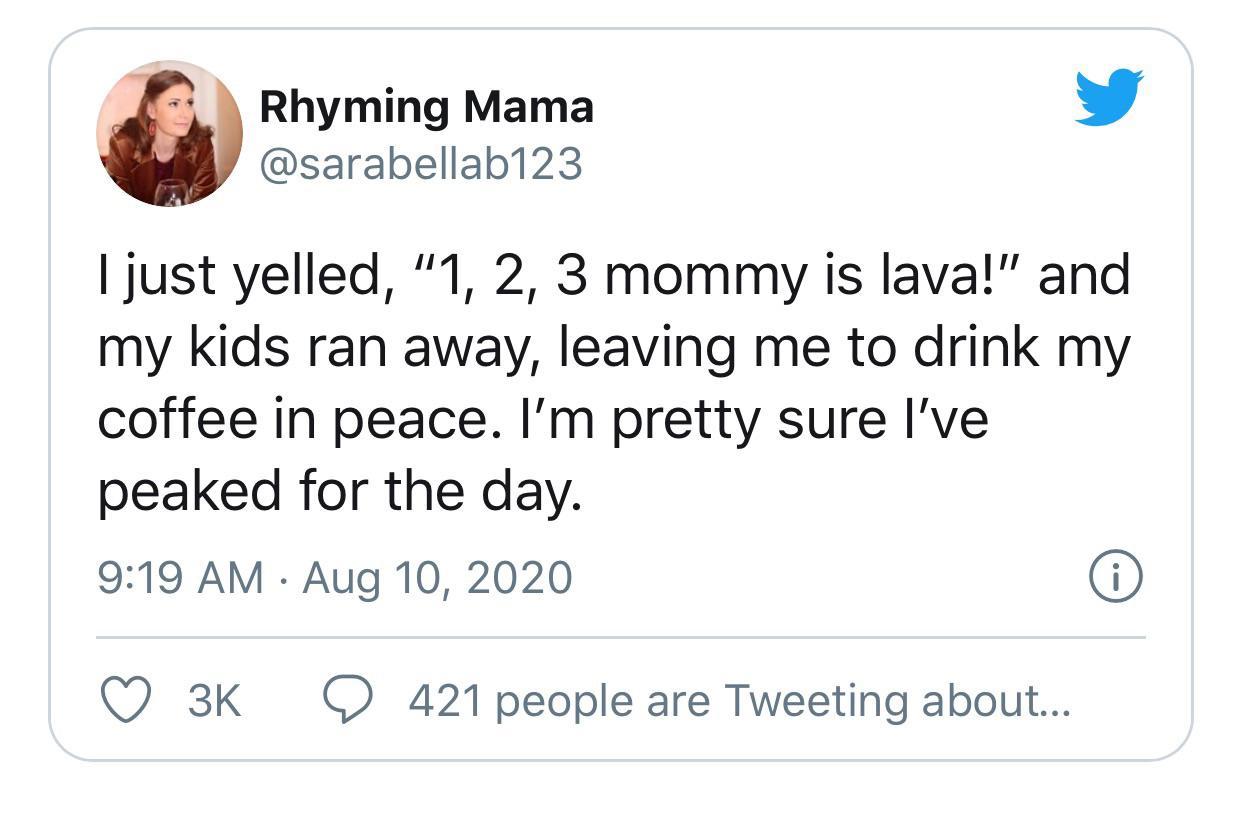 Rhyming Mama
@sarabellab123
I just yelled, “1, 2, 3 mommy is lava!” and
my kids ran away, leaving me to drink my
coffee in peace. I’m pretty sure I’ve
peaked for the day.
9:19 AM · Aug 10, 2020
3K 421 people are Tweeting about...